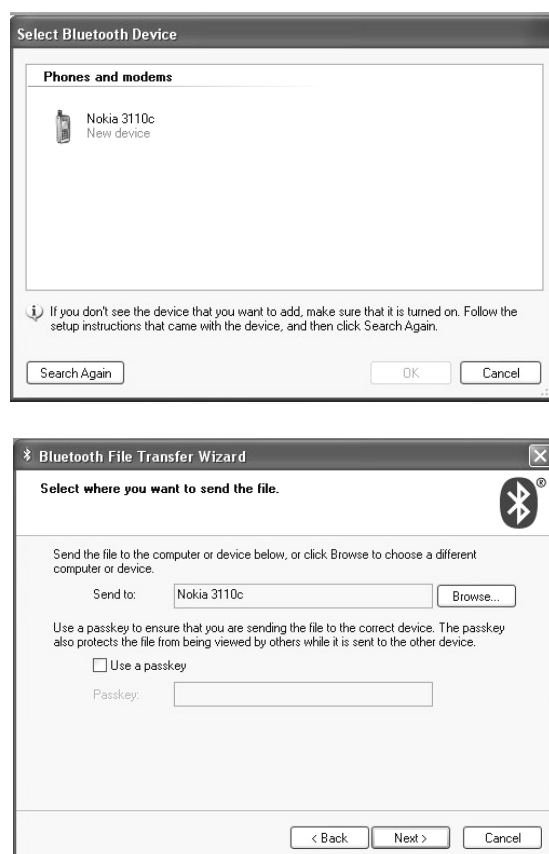 Select Bluetooth Device
Phones and modems
Nokia 3110c
New device
If you don't see the device that you want to add, make sure that it is turned on. Follow the
setup instructions that came with the device, and then click Search Again.
Search Again
OK
Cancel
Bluetooth File Transfer Wizard
Select where you want to send the file.
®
Send the file to the computer or device below, or click Browse to choose a different
computer or device.
Send to:
Nokia 3110c
Browse...
Use a passkey to ensure that you are sending the file to the correct device. The passkey
also protects the file from being viewed by others while it is sent to the other device.
Use a passkey
Passkey:
< Back
Next >
Cancel